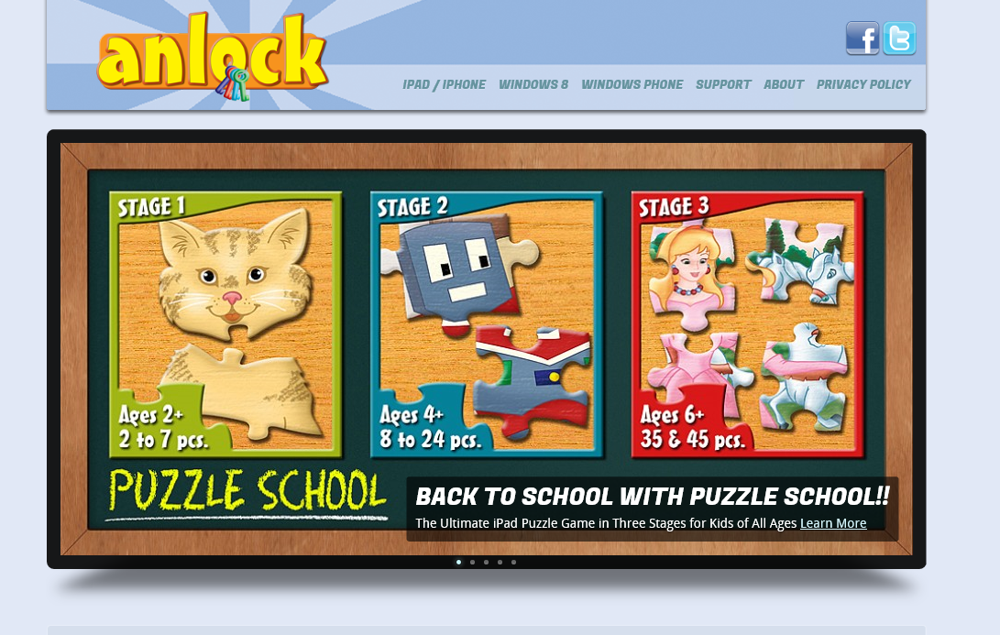 anlock
IPAD / IPHONE WINDOWS 8 WINDOWS PHONE SUPPORT ABOUT PRIVACY POLICY
STAGE 1
Ages 2+
2 to 7 pcs.
STAGE 2
Ages 4+
8 to 24 pcs.
STAGE 3
Ages 6+
35 & 45 pcs.
PUZZLE SCHOOL
BACK TO SCHOOL WITH PUZZLE SCHOOL!!
The Ultimate iPad Puzzle Game in Three Stages for Kids of All Ages Learn More